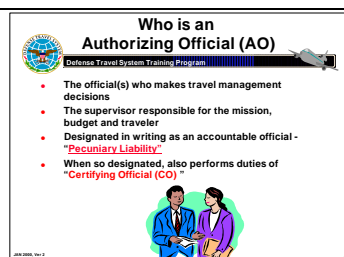 Who is an
Authorizing Official (AO)
Defense Travel System Training Program
The official(s) who makes travel management
decisions
The supervisor responsible for the mission,
budget and traveler
Designated in writing as an accountable official -
“Pecuniary Liability”
When so designated, also performs duties of
“Certifying Official (CO) ”
JAN 2000, Ver 2